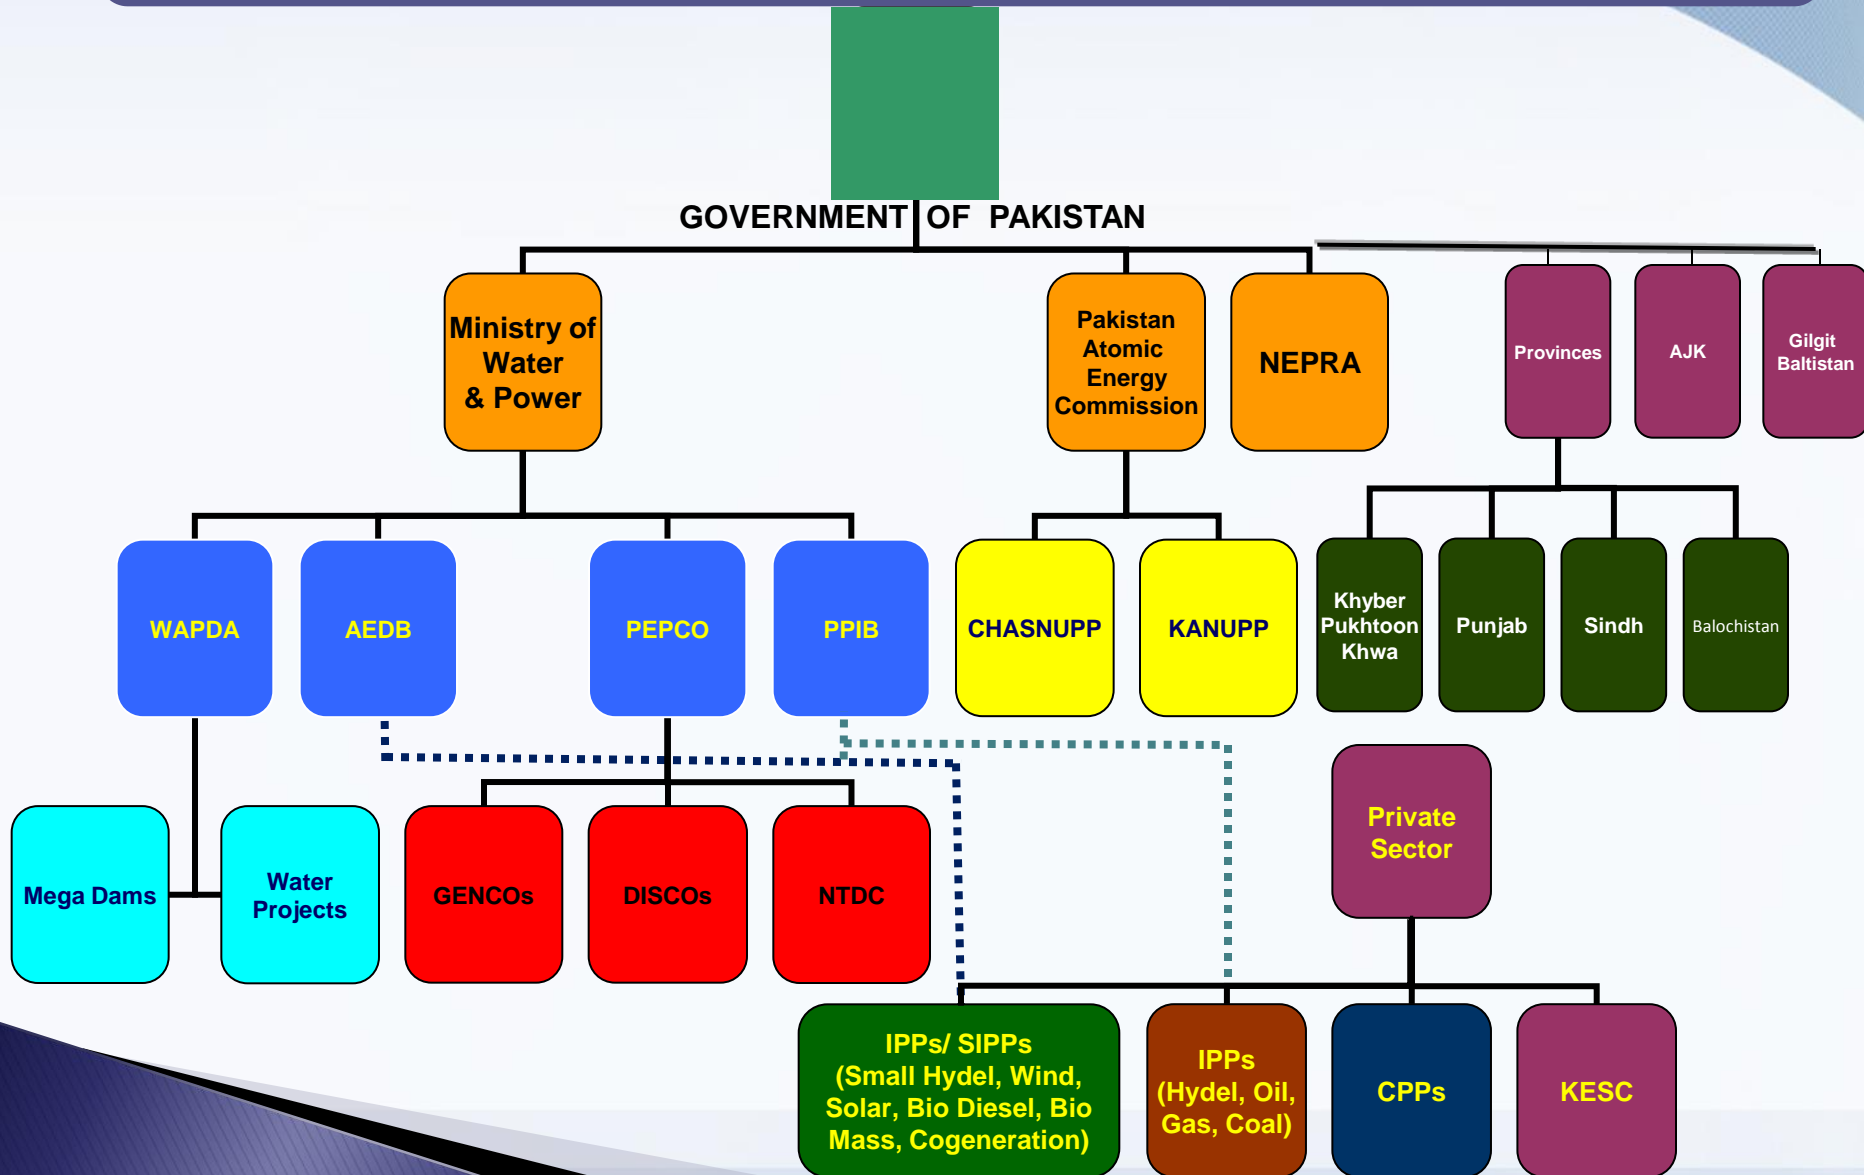 GOVERNMENT OF PAKISTAN
Ministry of
Water
& Power
Pakistan
Atomic
Energy
Commission
NEPRA
Provinces
AJK
Gilgit
Baltistan
WAPDA
AEDB
PEPCO
PPIB
CHASNUPP
KANUPP
Khyber
Pukhtoon
Khwa
Punjab
Sindh
Balochistan
Mega Dams
Water
Projects
GENCOs
DISCOs
NTDC
Private
Sector
IPPs/ SIPPs
(Small Hydel, Wind,
Solar, Bio Diesel, Bio
Mass, Cogeneration)
IPPs
(Hydel, Oil,
Gas, Coal)
CPPs
KESC